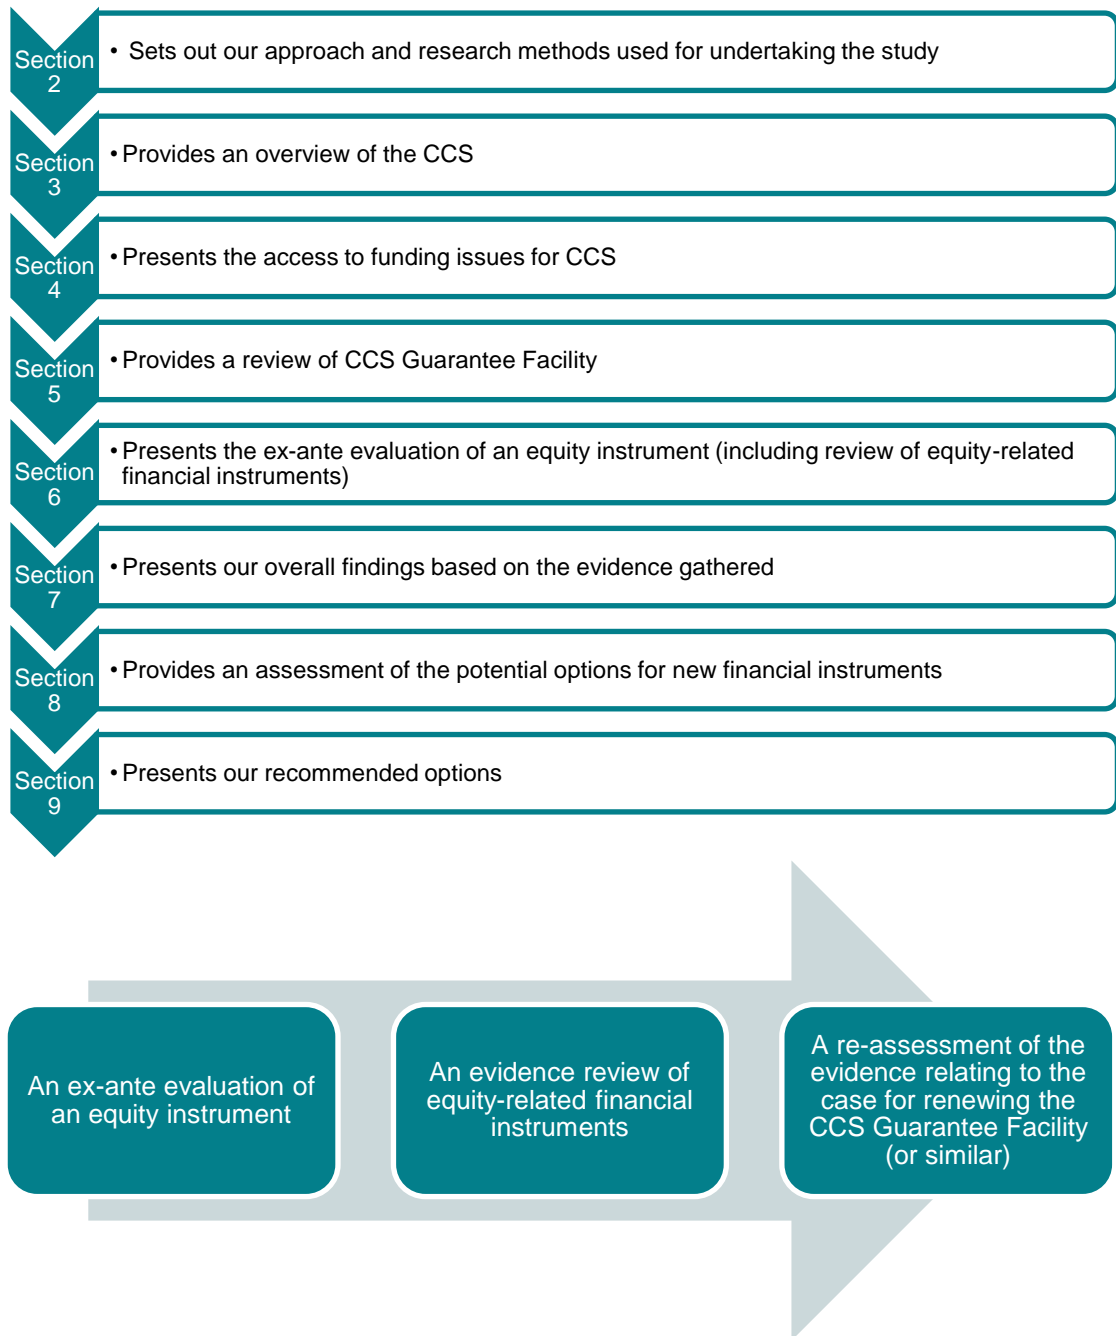 Section
2
• Sets out our approach and research methods used for undertaking the study
Section
3
• Provides an overview of the CCS
Section
4
• Presents the access to funding issues for CCS
Section
5
• Provides a review of CCS Guarantee Facility
Section
6
• Presents the ex-ante evaluation of an equity instrument (including review of equity-related
financial instruments)
Section
7
• Presents our overall findings based on the evidence gathered
Section
8
• Provides an assessment of the potential options for new financial instruments
Section
9
• Presents our recommended options
An ex-ante evaluation of
an equity instrument
An evidence review of
equity-related financial
instruments
A re-assessment of the
evidence relating to the
case for renewing the
CCS Guarantee Facility
(or similar)